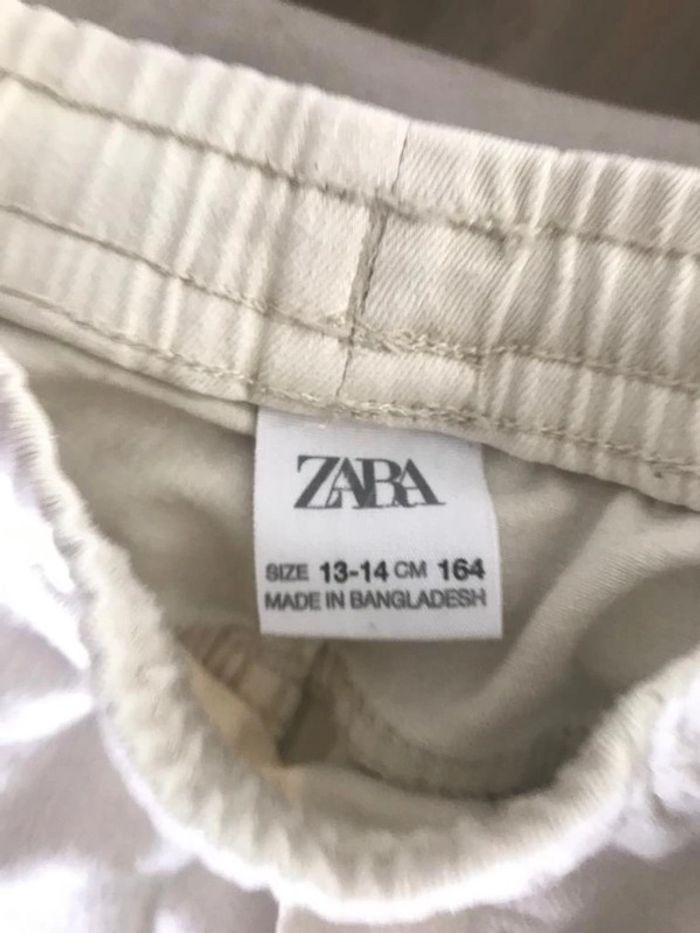 ZARA
SIZE 13-14 CM 164
MADE IN BANGLADESH